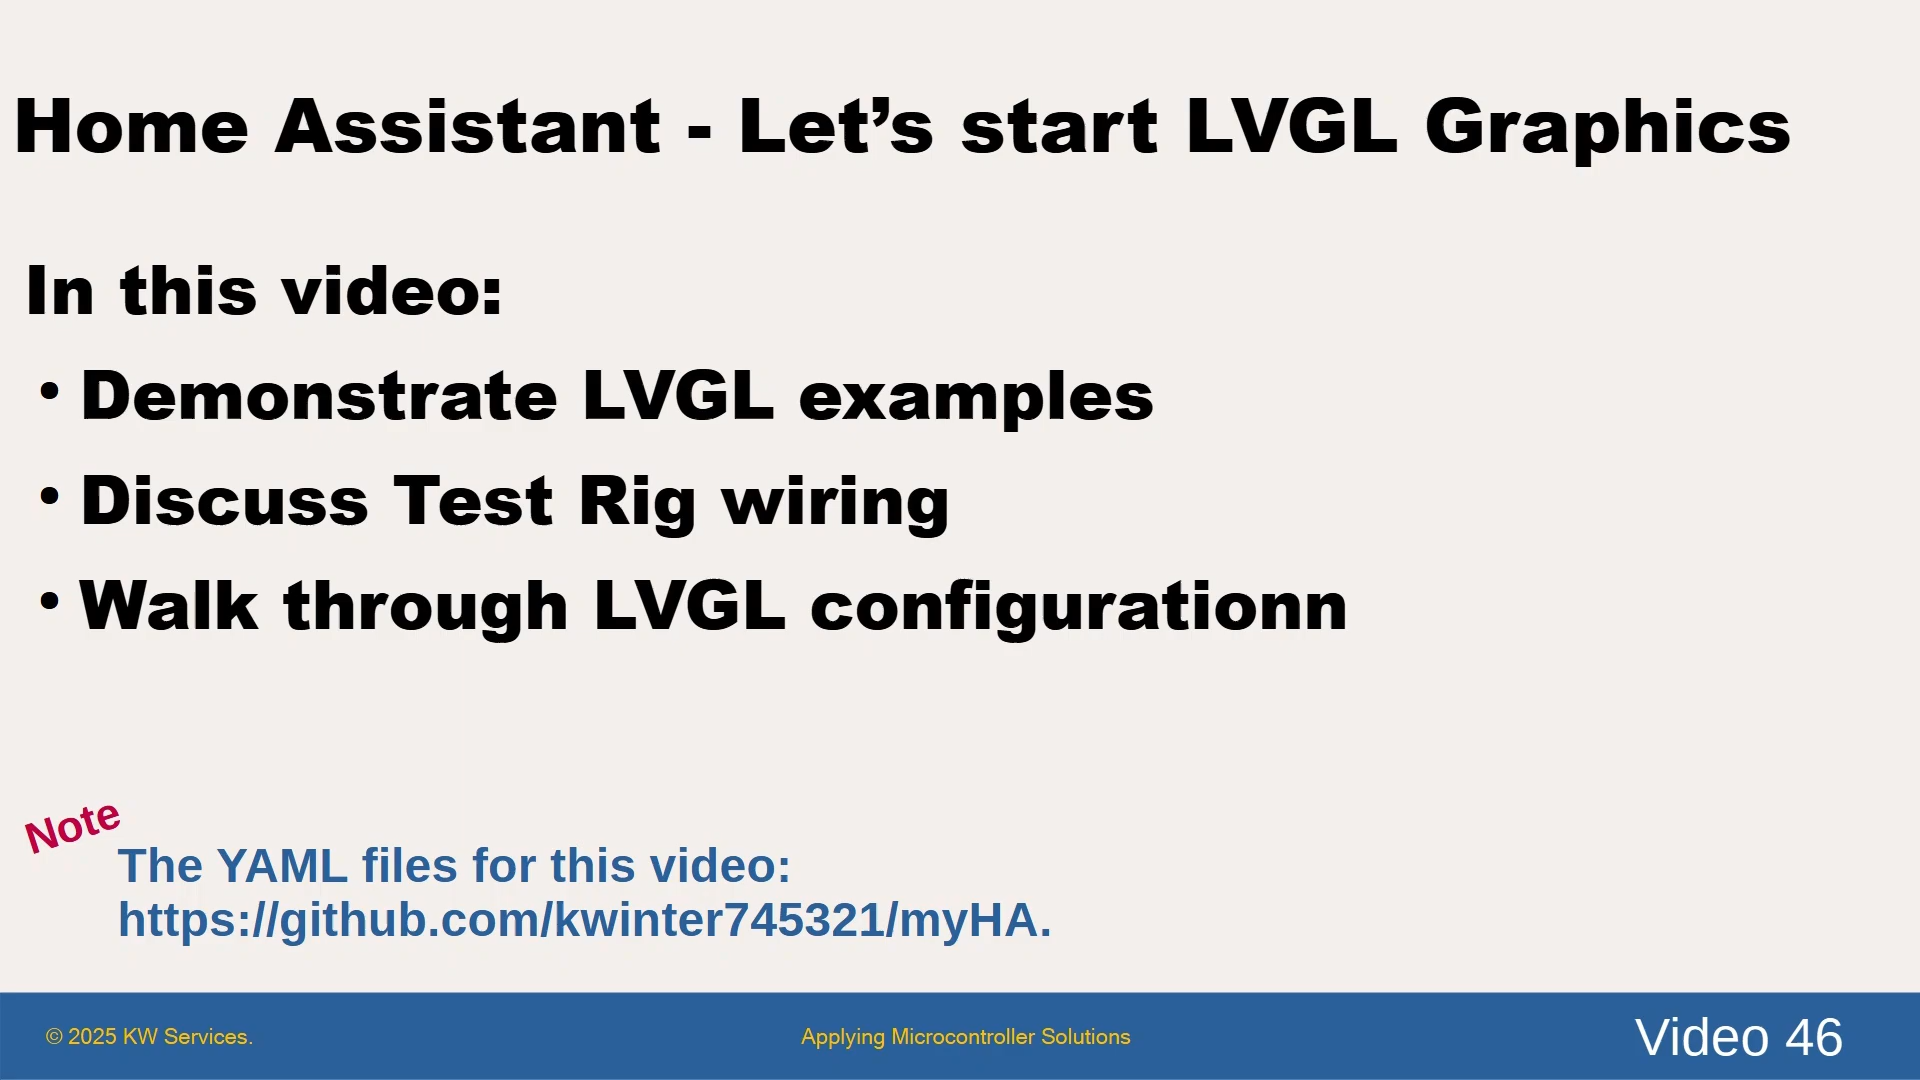 Home Assistant - Let’s start LVGL Graphics
In this video:
• Demonstrate LVGL examples
• Discuss Test Rig wiring
• Walk through LVGL configurationn
Note
The YAML files for this video:
https://github.com/kwinter745321/myHA.
© 2025 KW Services.
Applying Microcontroller Solutions
Video 46